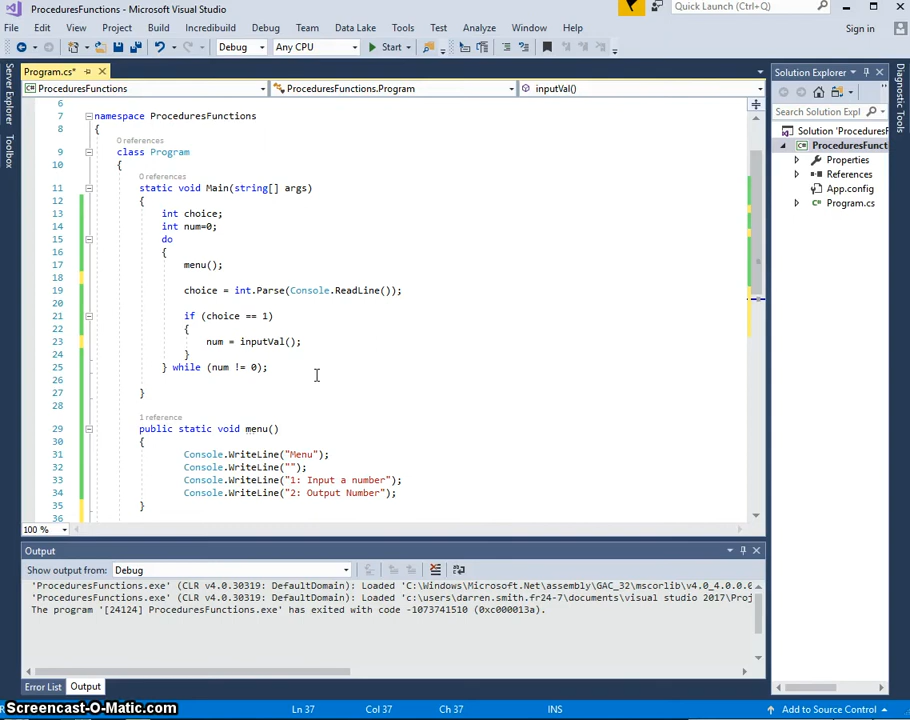 ProceduresFunctions - Microsoft Visual Studio
Quick Launch (Ctrl+Q)
File Edit View Project Build Incredibuild Debug Team Data Lake Tools Test Analyze Window Help
Sign in
Debug Any CPU Start
Server Explorer
Toolbox
Program.cs*
ProceduresFunctions ProceduresFunctions.Program inputVal()
6
7 namespace ProceduresFunctions
8 {
0 references
9 class Program
10 {
0 references
11 static void Main(string[] args)
12 {
13 int choice;
14 int num=0;
15 do
16 {
17 menu();
18
19 choice = int.Parse(Console.ReadLine());
20
21 if (choice == 1)
22 {
23 num = inputVal();
24 }
25 } while (num != 0);
26
27 }
28
1 reference
29 public static void menu()
30 {
31 Console.WriteLine("Menu");
32 Console.WriteLine("");
33 Console.WriteLine("1: Input a number");
34 Console.WriteLine("2: Output Number");
35 }
36
100 %
Solution Explorer
Search Solution Expl
Solution 'ProceduresF
ProceduresFunct
Properties
References
App.config
Program.cs
Diagnostic Tools
Output
Show output from: Debug
'ProceduresFunctions.exe' (CLR v4.0.30319: DefaultDomain): Loaded 'C:\Windows\Microsoft.Net\assembly\GAC_32\mscorlib\v4.0_4.0.0.0
'ProceduresFunctions.exe' (CLR v4.0.30319: DefaultDomain): Loaded 'c:\users\darren.smith.fr24-7\documents\visual studio 2017\Proj
The program '[24124] ProceduresFunctions.exe' has exited with code -1073741510 (0xc000013a).
Error List Output
Screencast-O-Matic.com
Ln 37 Col 37 Ch 37 INS Add to Source Control